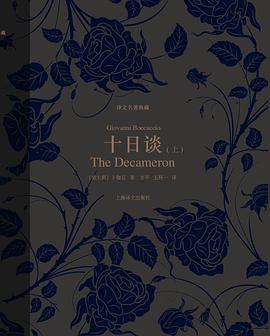 藏
译文名著典藏
Giovanni Boccaccio
十日谈(上)
The Decameron
〔意大利〕卜伽丘 著 方平 王科一 译
上海译文出版社